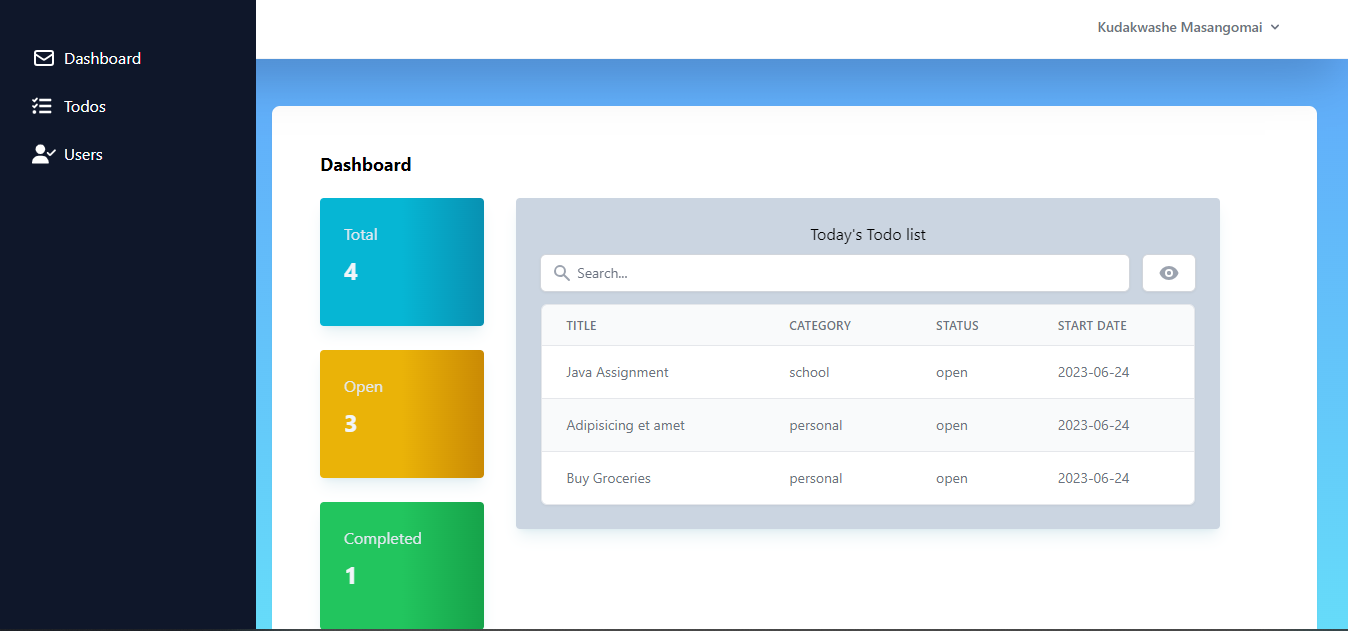 Kudakwashe Masangomai
Dashboard
Todos
Users
Dashboard
Total
4
Open
3
Completed
1
Today's Todo list
Search...
TITLE CATEGORY STATUS START DATE
Java Assignment school open 2023-06-24
Adipisicing et amet personal open 2023-06-24
Buy Groceries personal open 2023-06-24